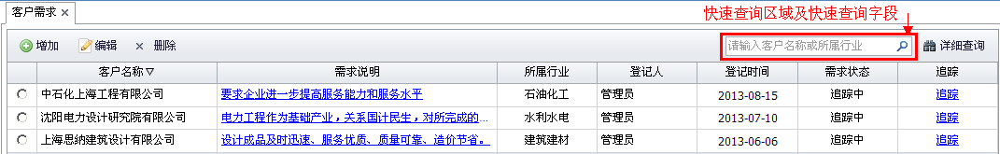 客户需求 ×
快速查询区域及快速查询字段
增加 编辑 × 删除 请输入客户名称或所属行业 详细查询
客户名称▽ 需求说明 所属行业 登记人 登记时间 需求状态 追踪
中石化上海工程有限公司 要求企业进一步提高服务能力和服务水平 石油化工 管理员 2013-08-15 追踪中 追踪
沈阳电力设计研究院有限公司 电力工程作为基础产业，关系国计民生，对所完成的... 水利水电 管理员 2013-07-10 追踪中 追踪
上海思纳建筑设计有限公司 设计成品及时迅速、服务优质、质量可靠、造价节省。 建筑建材 管理员 2013-06-06 追踪中 追踪